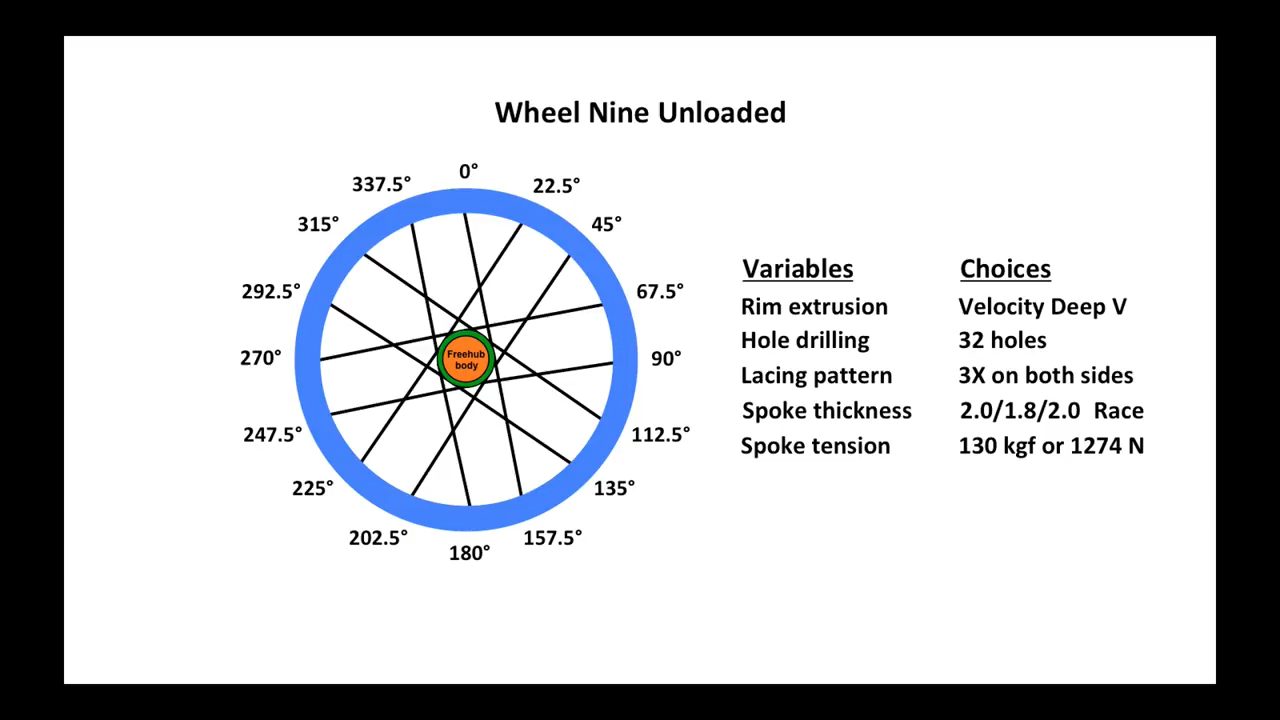 Wheel Nine Unloaded
0°
337.5°
22.5°
315°
45°
292.5°
67.5°
270°
90°
247.5°
112.5°
225°
135°
202.5°
157.5°
180°
Freehub
body
Variables Choices
Rim extrusion Velocity Deep V
Hole drilling 32 holes
Lacing pattern 3X on both sides
Spoke thickness 2.0/1.8/2.0 Race
Spoke tension 130 kgf or 1274 N